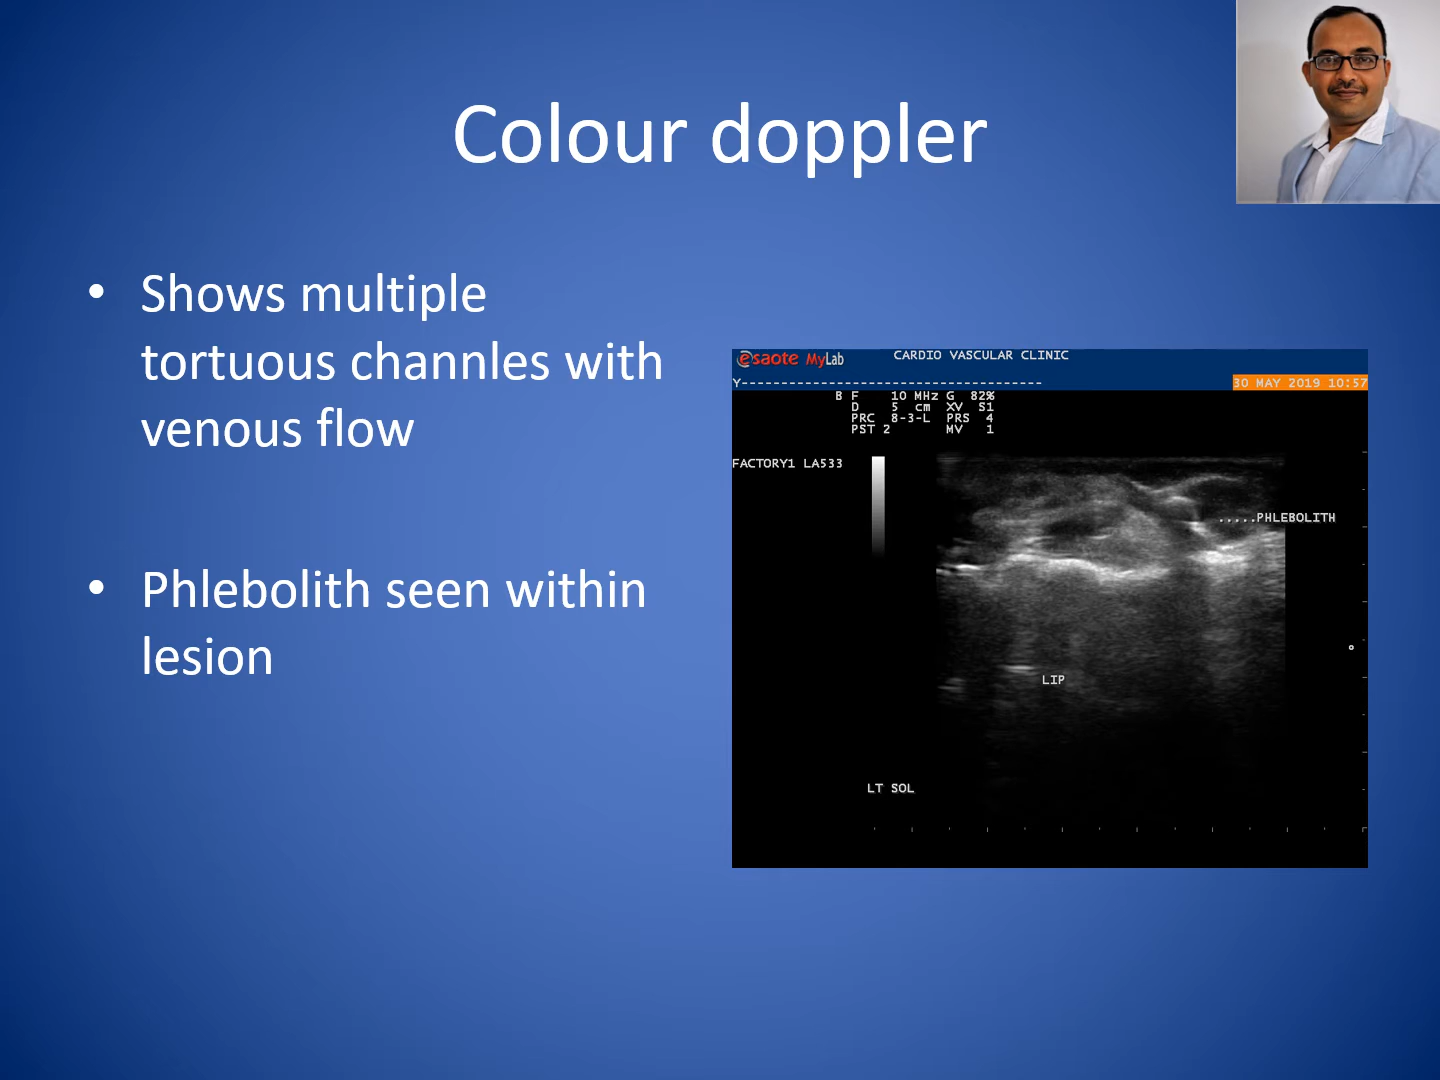 Colour doppler
• Shows multiple
tortuous channles with
venous flow
• Phlebolith seen within
lesion
esaote MyLab
CARDIO VASCULAR CLINIC
Y--------------------------------------
30 MAY 2019 10:57
B F 10 MHz G 82%
D 5 cm XV S1
PRC 8-3-L PRS 4
PST 2 MV 1
FACTORY1 LA533
.....PHLEBOLITH
LIP
LT SOL